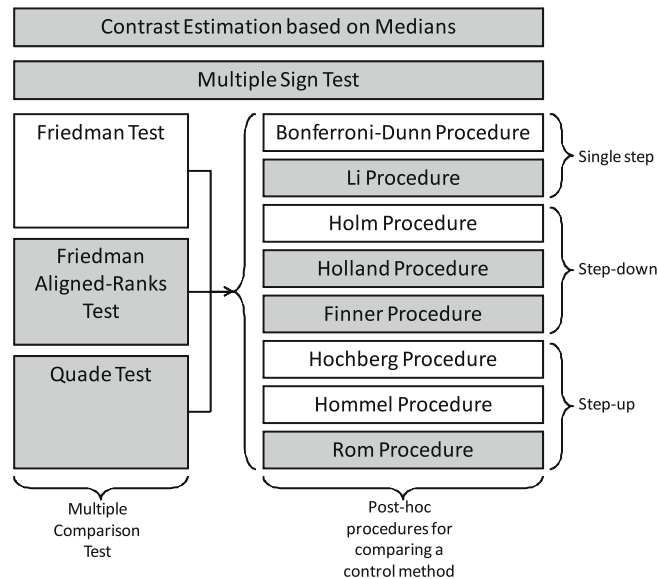 Contrast Estimation based on Medians
Multiple Sign Test
Friedman Test
Friedman
Aligned-Ranks
Test
Quade Test
Bonferroni-Dunn Procedure
Li Procedure
Holm Procedure
Holland Procedure
Finner Procedure
Hochberg Procedure
Hommel Procedure
Rom Procedure
Single step
Step-down
Step-up
Multiple
Comparison
Test
Post-hoc
procedures for
comparing a
control method